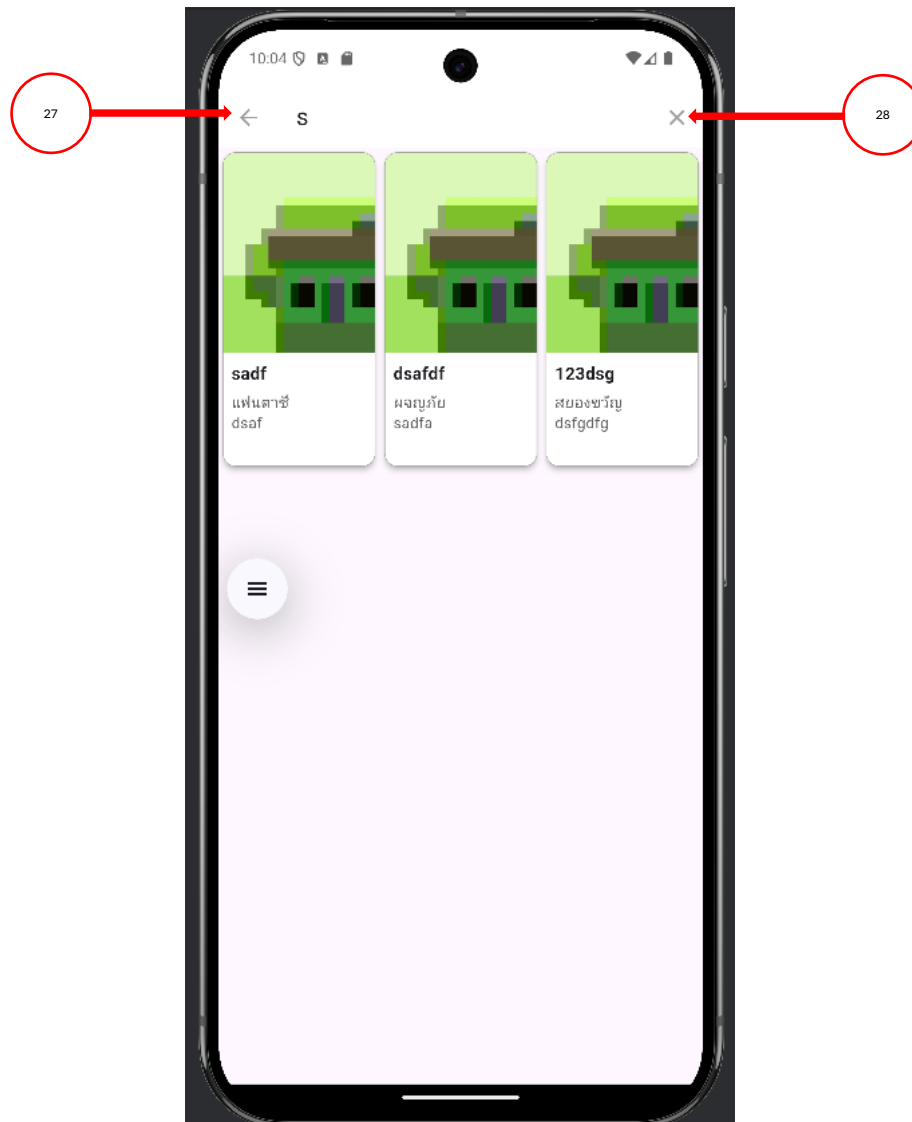 10:04
27
S
28
sadf
แฟนตาซี
dsaf
dsafdf
ผจญภัย
sadfa
123dsg
สยองขวัญ
dsfgdfg